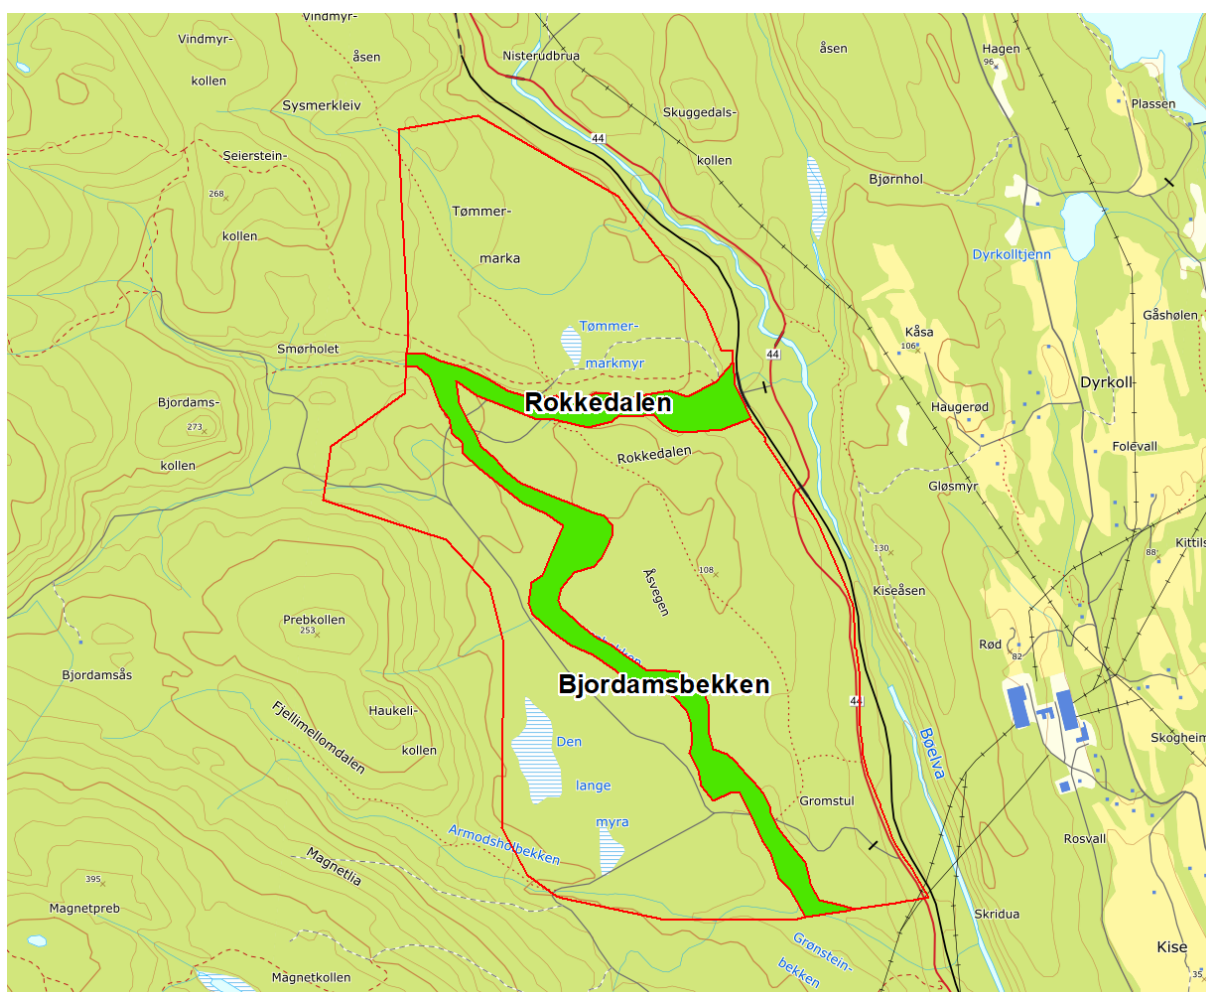 Vindmyr-
åsen
Vindmyr-
kollen
Sysmerkleiv
Nisterudbrua
åsen
Hagen
96
Plassen
Skuggedals-
kollen
44
Seierstein-
268
kollen
Bjørnhol
Tømmer-
marka
Dyrkolltjenn
Gåshølen
Tømmer-
markmyr
Smørholet
44
Kåsa
106
Dyrkoll
Bjordams-
273
kollen
Rokkedalen
Haugerød
Rokkedalen
Folevall
Gløsmyr
130
Kittils
88
Åsvegen
108
Kiseåsen
Prebkollen
253
Rød
82
Bjordamsås
Bjordamsbekken
Haukeli-
kollen
Fjellimellomdalen
44
Bøelva
Skogheim
Den
lange
myra
Gromstul
Armodsholbekken
Rosvall
Magnetlia
395
Magnetpreb
Skridua
Grønstein-
bekken
Kise
35
Magnetkollen